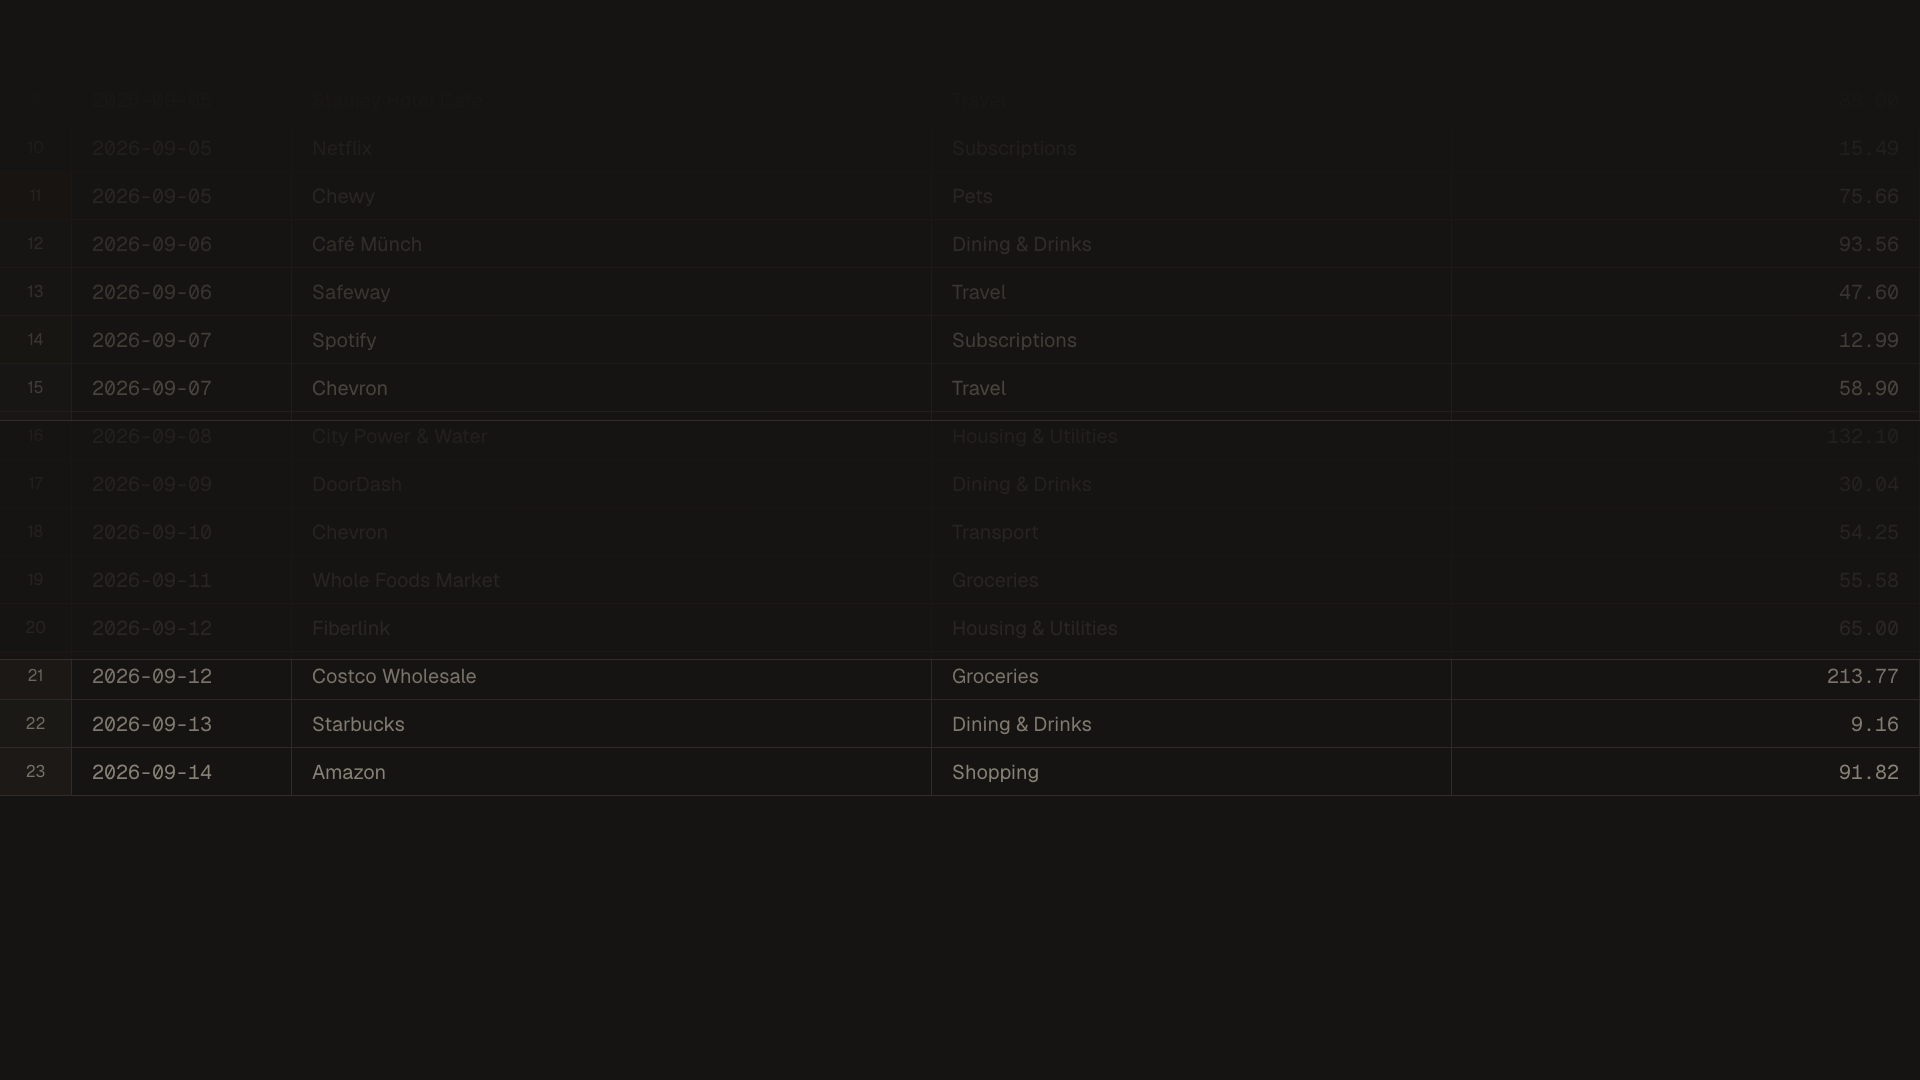 10 2026-09-05 Netflix Subscriptions 15.49
11 2026-09-05 Chewy Pets 75.66
12 2026-09-06 Café Münch Dining & Drinks 93.56
13 2026-09-06 Safeway Travel 47.60
14 2026-09-07 Spotify Subscriptions 12.99
15 2026-09-07 Chevron Travel 58.90
16 2026-09-08 City Power & Water Housing & Utilities 132.10
17 2026-09-09 DoorDash Dining & Drinks 30.04
18 2026-09-10 Chevron Transport 54.25
19 2026-09-11 Whole Foods Market Groceries 55.58
20 2026-09-12 Fiberlink Housing & Utilities 65.00
21 2026-09-12 Costco Wholesale Groceries 213.77
22 2026-09-13 Starbucks Dining & Drinks 9.16
23 2026-09-14 Amazon Shopping 91.82